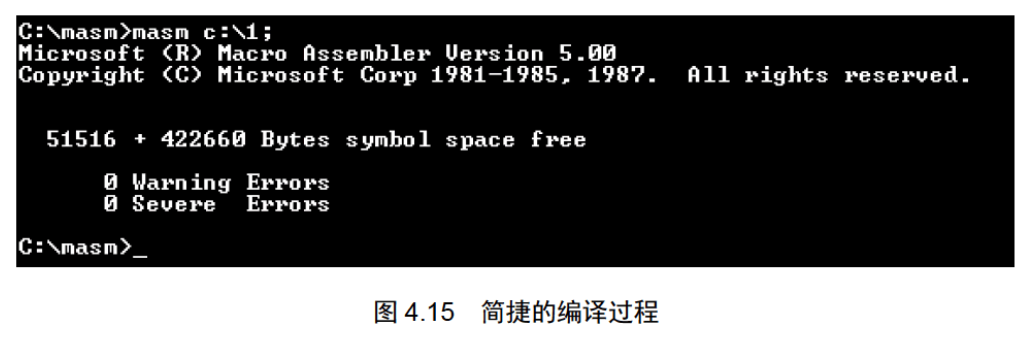 C:\masm>masm c:\1;
Microsoft (R) Macro Assembler Version 5.00
Copyright (C) Microsoft Corp 1981-1985, 1987.  All rights reserved.
51516 + 422660 Bytes symbol space free
0 Warning Errors
0 Severe  Errors
C:\masm>_
图 4.15 简捷的编译过程